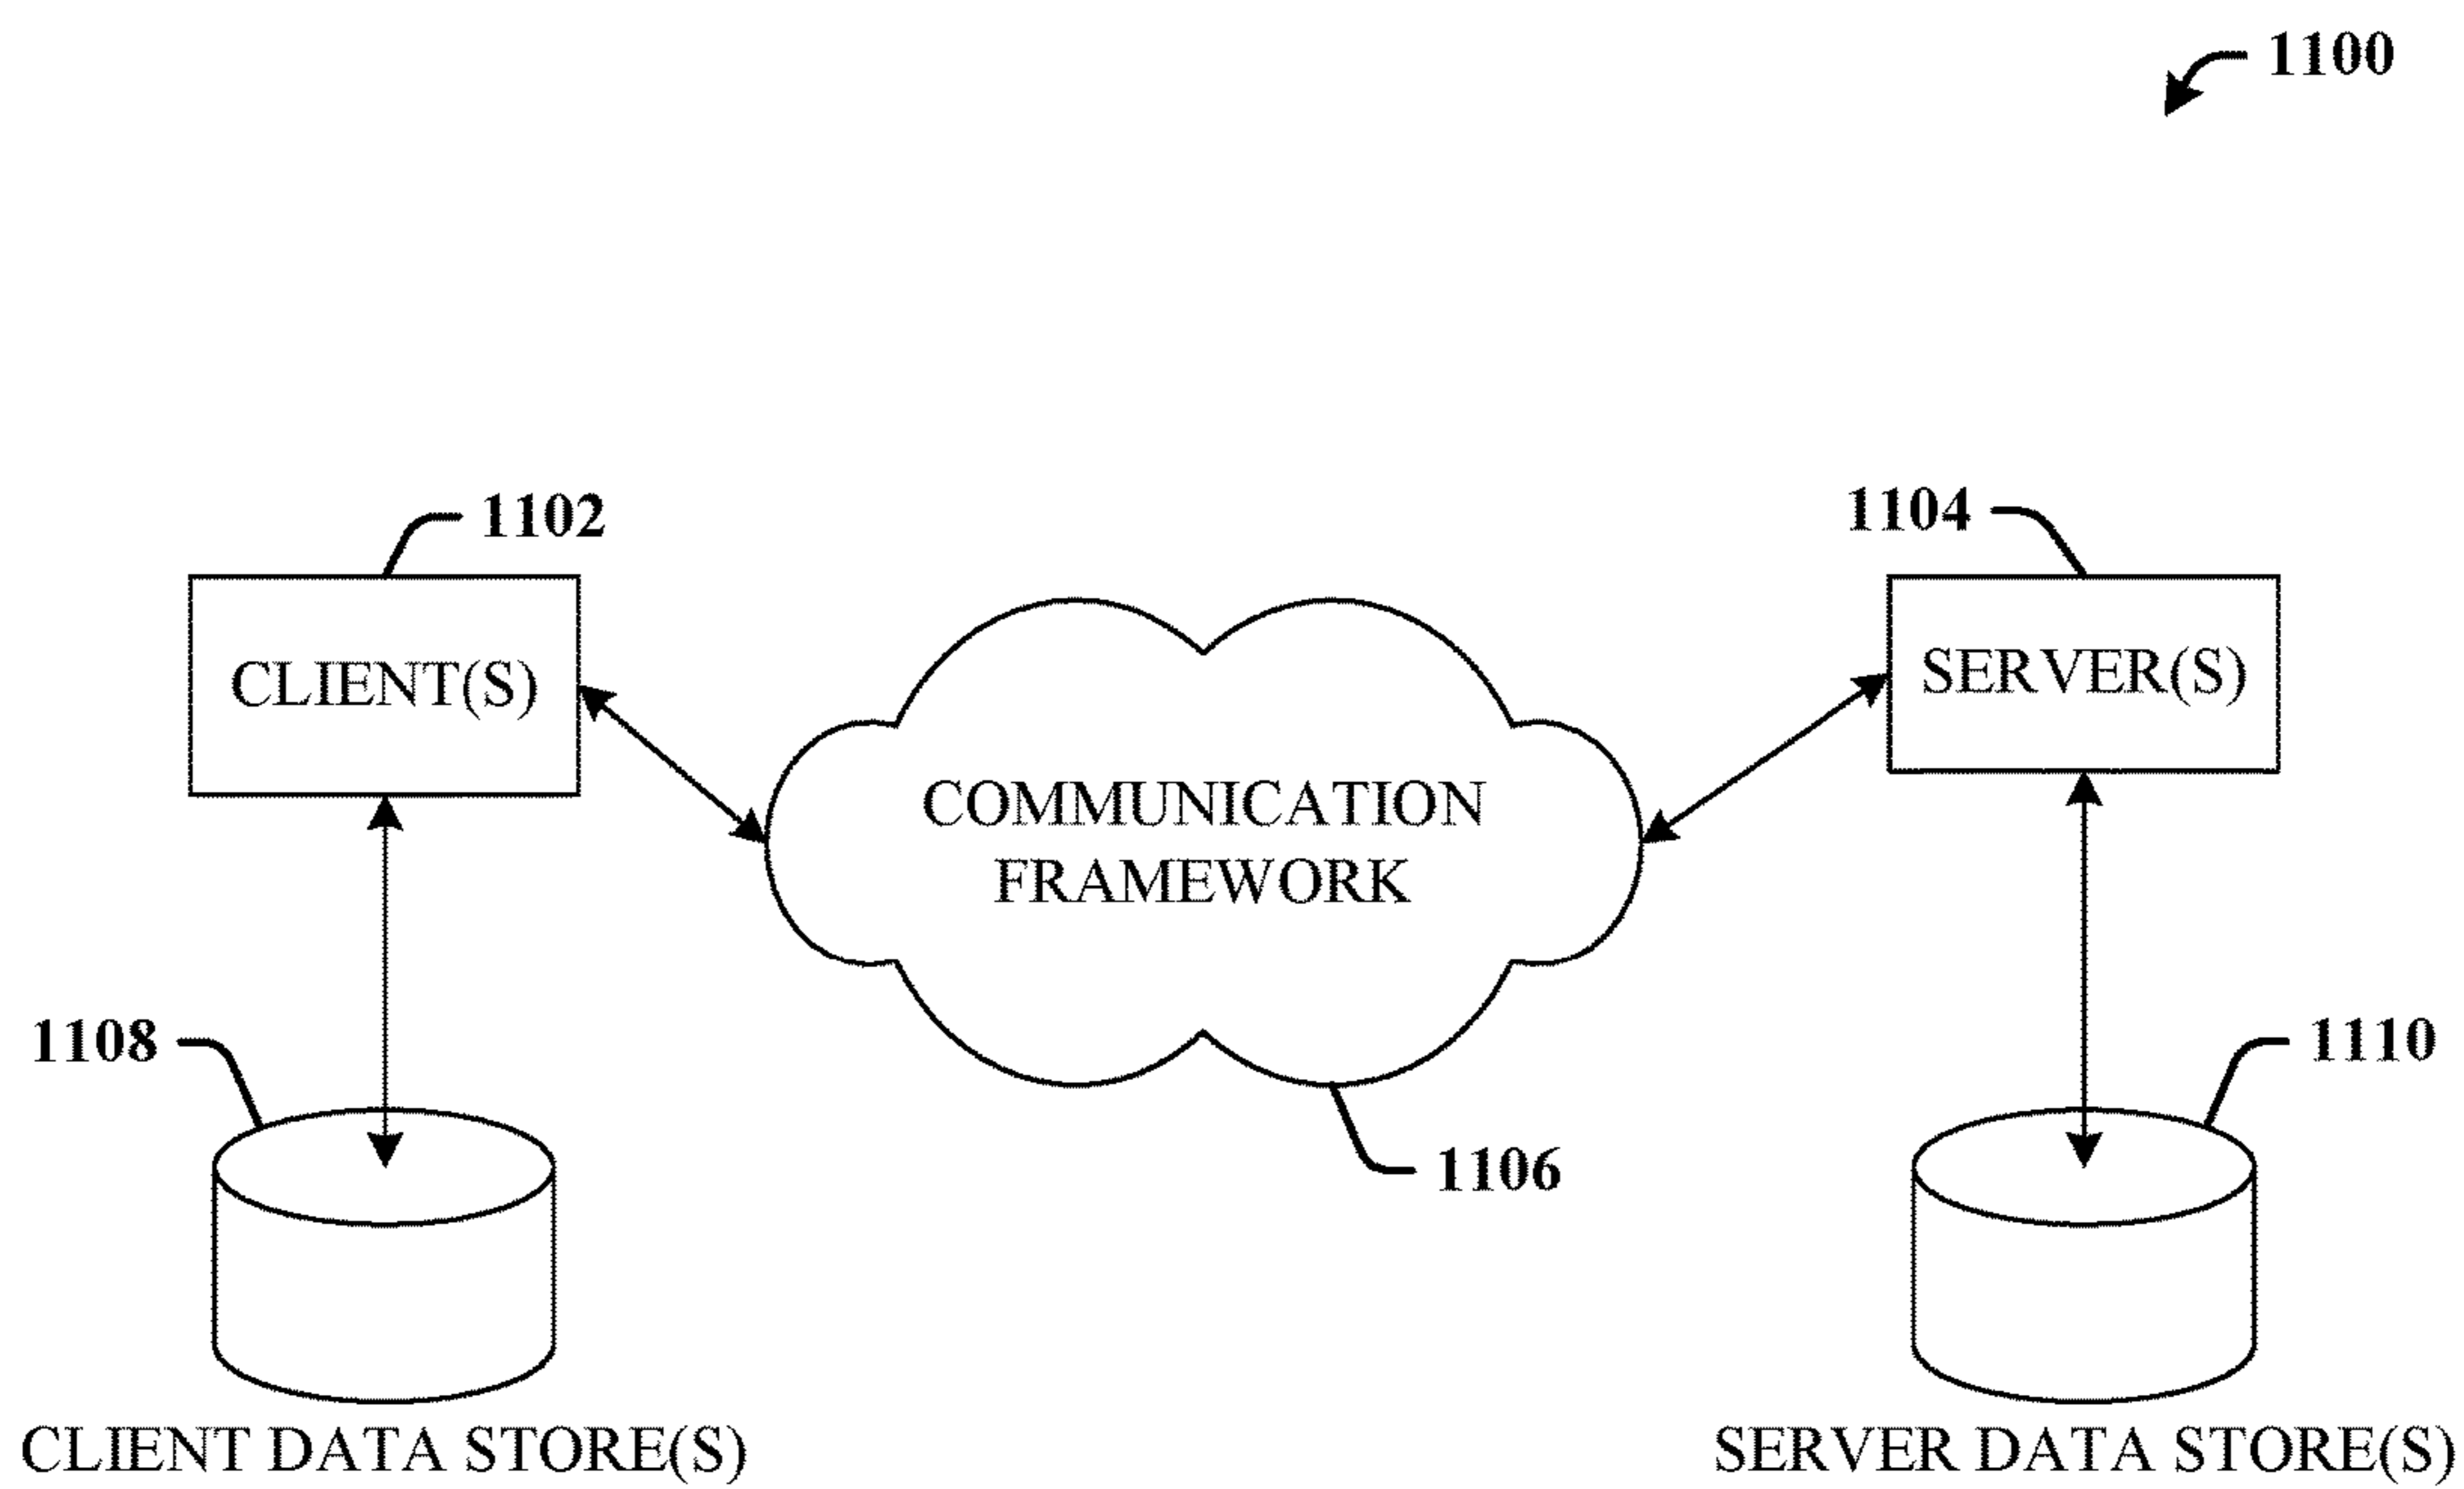 1100
1102
1104
CLIENT(S)
SERVER(S)
COMMUNICATION
FRAMEWORK
1108
1110
1106
CLIENT DATA STORE(S)
SERVER DATA STORE(S)